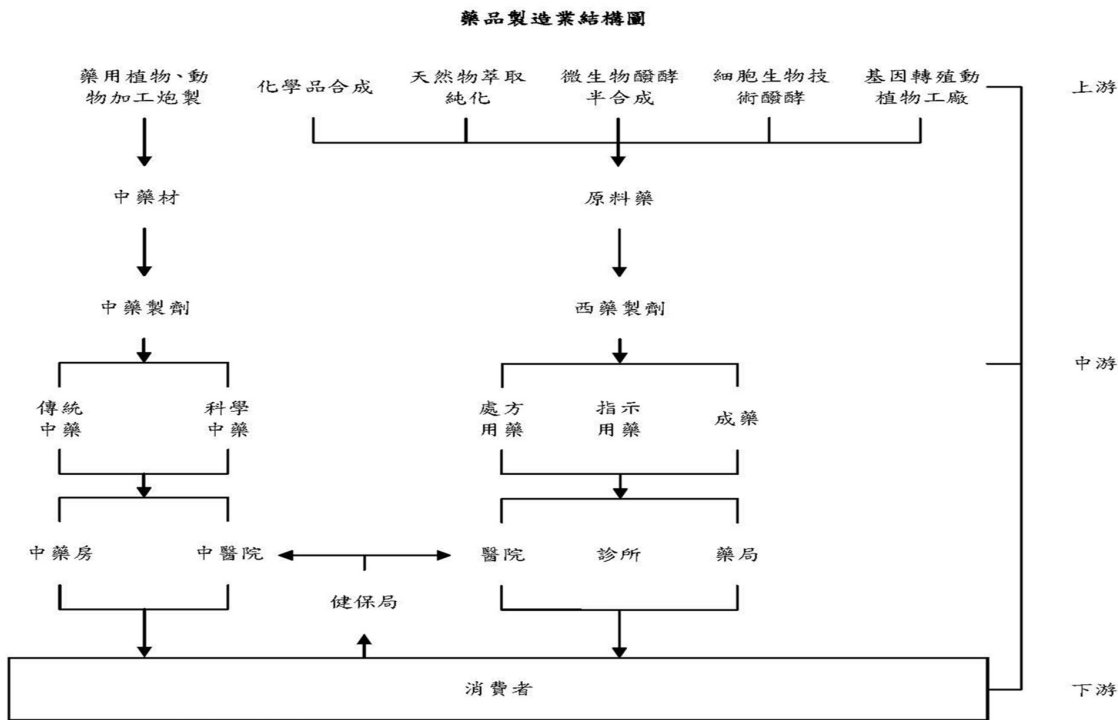 藥品製造業結構圖
藥用植物、動
物加工炮製
化學品合成
天然物萃取
純化
微生物醱酵
半合成
細胞生物技
術醱酵
基因轉殖動
植物工廠
上游
中藥材
原料藥
中藥製劑
西藥製劑
中游
傳統
中藥
科學
中藥
處方
用藥
指示
用藥
成藥
中藥房
中醫院
醫院
診所
藥局
健保局
消費者
下游